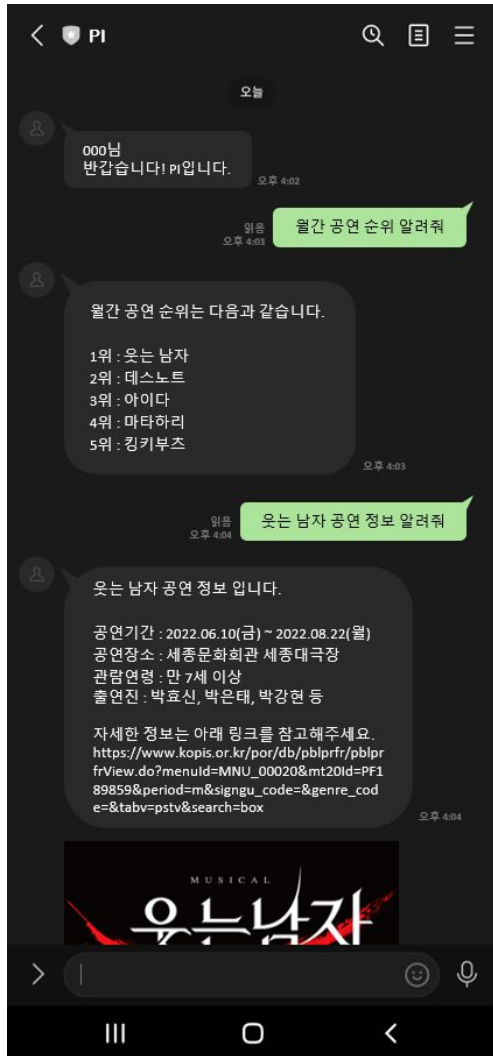 PI
오늘
000님
반갑습니다! PI입니다.
오후 4:02
월간 공연 순위 알려줘
읽음
오후 4:03
월간 공연 순위는 다음과 같습니다.
1위 : 웃는 남자
2위 : 데스노트
3위 : 아이다
4위 : 마타하리
5위 : 킹키부츠
오후 4:03
웃는 남자 공연 정보 알려줘
읽음
오후 4:04
웃는 남자 공연 정보 입니다.
공연기간 : 2022.06.10(금) ~ 2022.08.22(월)
공연장소 : 세종문화회관 세종대극장
관람연령 : 만 7세 이상
출연진 : 박효신, 박은태, 박강현 등
자세한 정보는 아래 링크를 참고해주세요.
https://www.kopis.or.kr/por/db/pblprfr/pblpr
frView.do?menuId=MNU_00020&mt20Id=PF1
89859&period=m&signgu_code=&genre_cod
e=&tabv=pstv&search=box
오후 4:04
MUSICAL
웃는남자